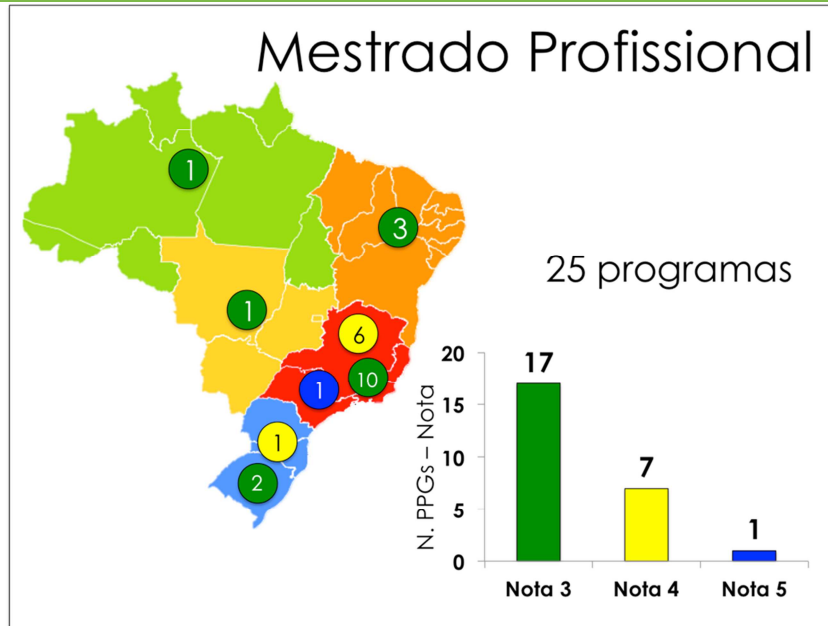 Mestrado Profissional
1
3
25 programas
1
6
10
1
1
2
N. PPGs – Nota
20
15
10
5
0
17
7
1
Nota 3
Nota 4
Nota 5